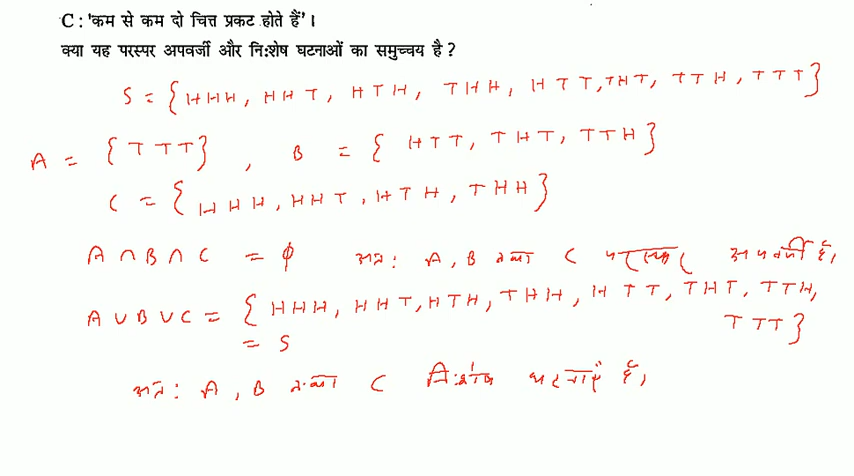 C : 'कम से कम दो चित्त प्रकट होते हैं' ।
क्या यह परस्पर अपवर्जी और नि:शेष घटनाओं का समुच्चय है ?
S = { HHH, HHT, HTH, THH, HTT, THT, TTH, TTT }
A = { TTT } , B = { HTT, THT, TTH }
C = { HHH, HHT, HTH, THH }
A ∩ B ∩ C = ϕ अत: A, B तथा C परस्पर अपवर्जी हैं,
A ∪ B ∪ C = { HHH, HHT, HTH, THH, HTT, THT, TTH,
TTT }
= S
अत: A, B तथा C नि:शेष घटनाएँ हैं,